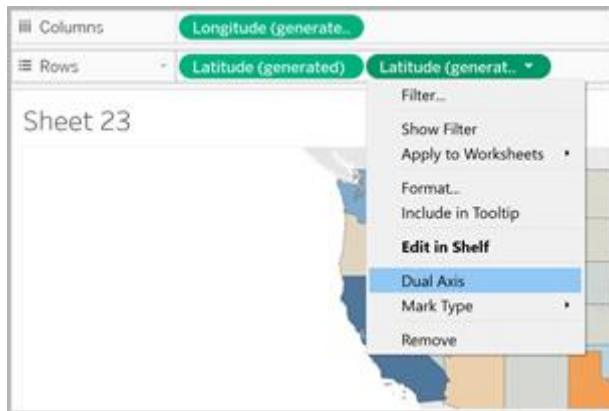 Columns Longitude (generate..
Rows Latitude (generated) Latitude (generat..
Sheet 23
Filter...
Show Filter
Apply to Worksheets
Format...
Include in Tooltip
Edit in Shelf
Dual Axis
Mark Type
Remove